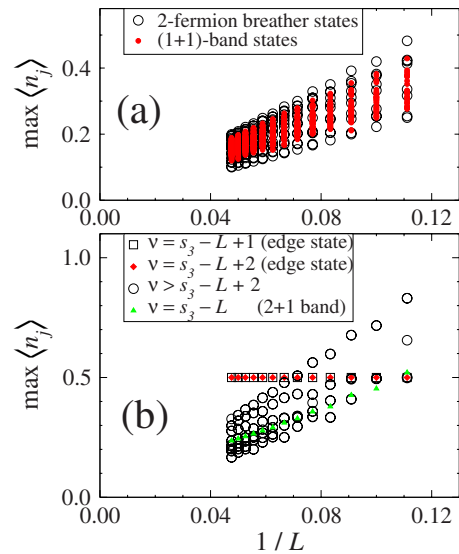 2-fermion breather states
(1+1)-band states
max ⟨n_j⟩
0.4
0.2
0.0
(a)
0.00 0.04 0.08 0.12
ν = s_3 – L +1 (edge state)
ν = s_3 – L +2 (edge state)
ν > s_3 – L + 2
ν = s_3 – L (2+1 band)
max ⟨n_j⟩
1.0
0.5
0.0
(b)
0.00 0.04 0.08 0.12
1 / L